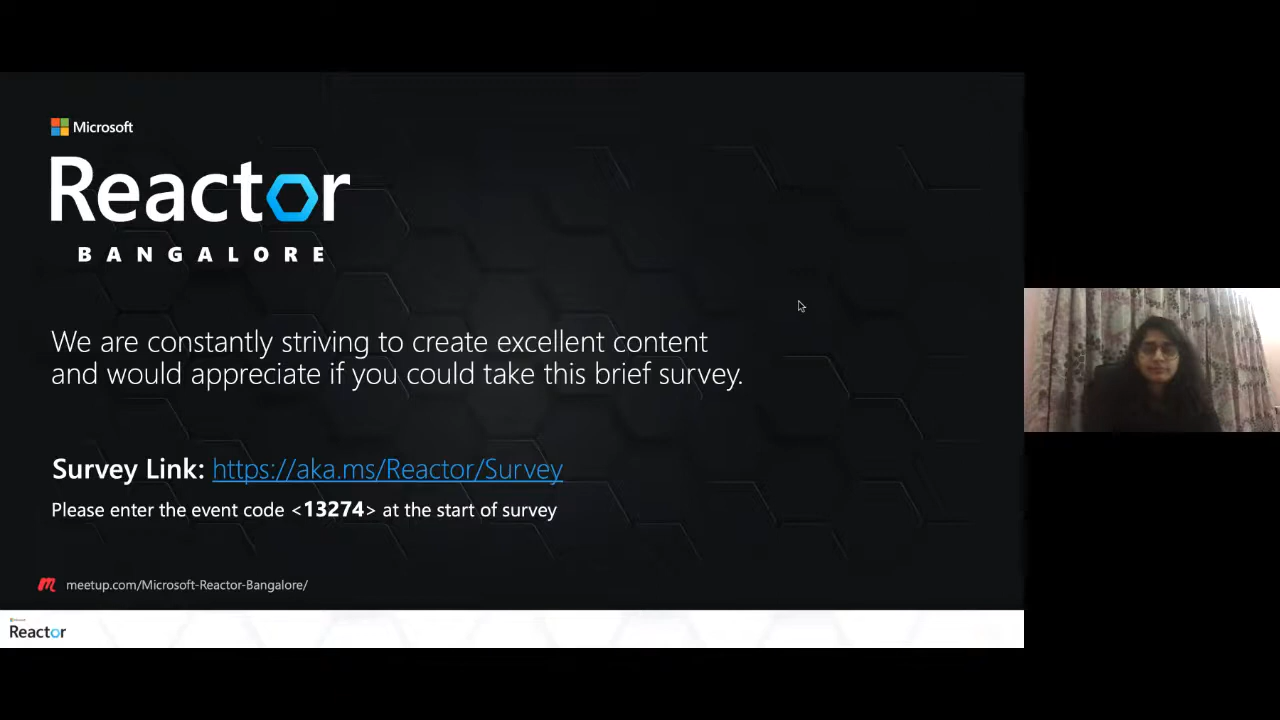 Microsoft
Reactor
BANGALORE
We are constantly striving to create excellent content
and would appreciate if you could take this brief survey.
Survey Link: https://aka.ms/Reactor/Survey
Please enter the event code <13274> at the start of survey
meetup.com/Microsoft-Reactor-Bangalore/
Reactor